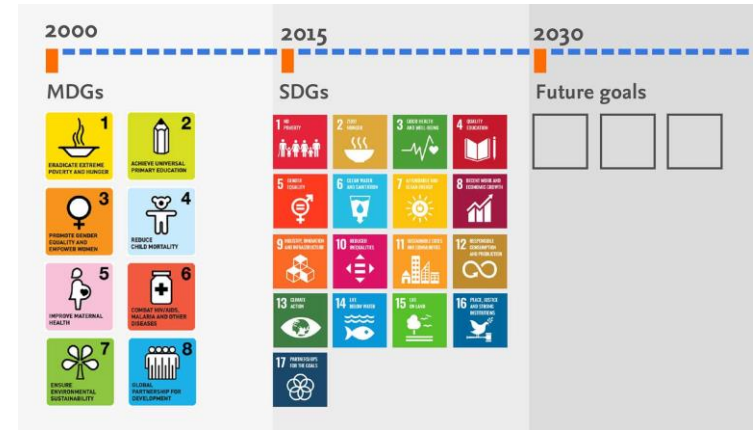 2000
2015
2030
MDGs
SDGs
Future goals
1
ERADICATE EXTREME
POVERTY AND HUNGER
2
ACHIEVE UNIVERSAL
PRIMARY EDUCATION
3
PROMOTE GENDER
EQUALITY AND
EMPOWER WOMEN
4
REDUCE
CHILD MORTALITY
5
IMPROVE MATERNAL
HEALTH
6
COMBAT HIV/AIDS,
MALARIA AND OTHER
DISEASES
7
ENSURE
ENVIRONMENTAL
SUSTAINABILITY
8
GLOBAL
PARTNERSHIP FOR
DEVELOPMENT
1 NO
POVERTY
2 ZERO
HUNGER
3 GOOD HEALTH
AND WELL-BEING
4 QUALITY
EDUCATION
5 GENDER
EQUALITY
6 CLEAN WATER
AND SANITATION
7 AFFORDABLE AND
CLEAN ENERGY
8 DECENT WORK AND
ECONOMIC GROWTH
9 INDUSTRY, INNOVATION
AND INFRASTRUCTURE
10 REDUCED
INEQUALITIES
11 SUSTAINABLE CITIES
AND COMMUNITIES
12 RESPONSIBLE
CONSUMPTION
AND PRODUCTION
13 CLIMATE
ACTION
14 LIFE
BELOW WATER
15 LIFE
ON LAND
16 PEACE, JUSTICE
AND STRONG
INSTITUTIONS
17 PARTNERSHIPS
FOR THE GOALS